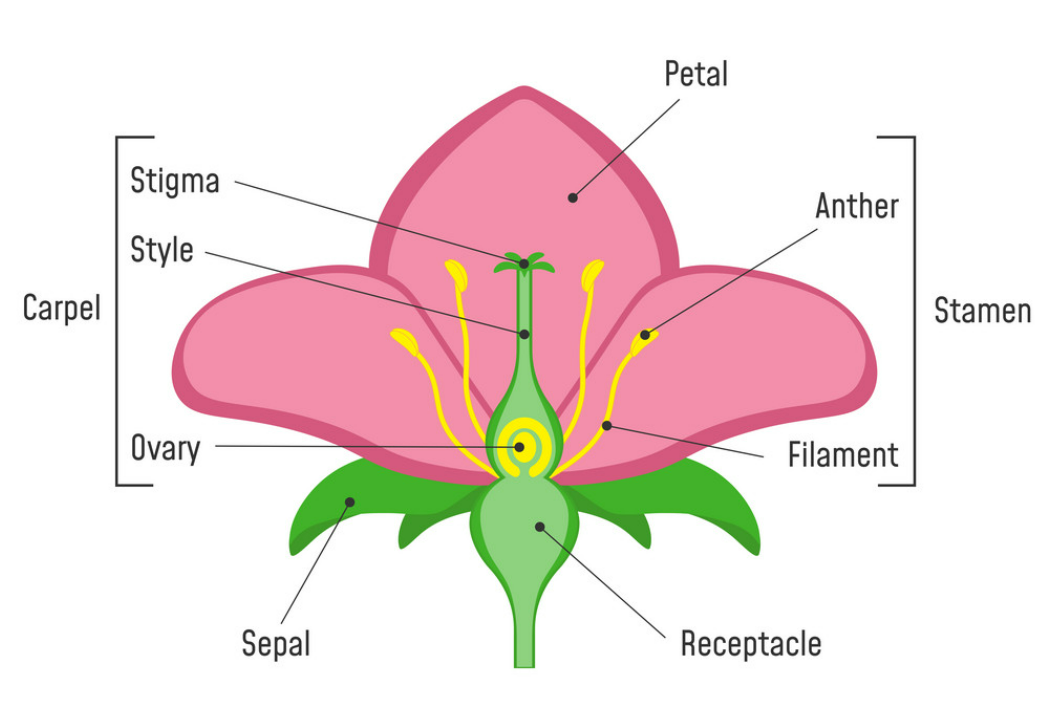 Petal
Stigma
Anther
Style
Carpel
Stamen
Ovary
Filament
Sepal
Receptacle